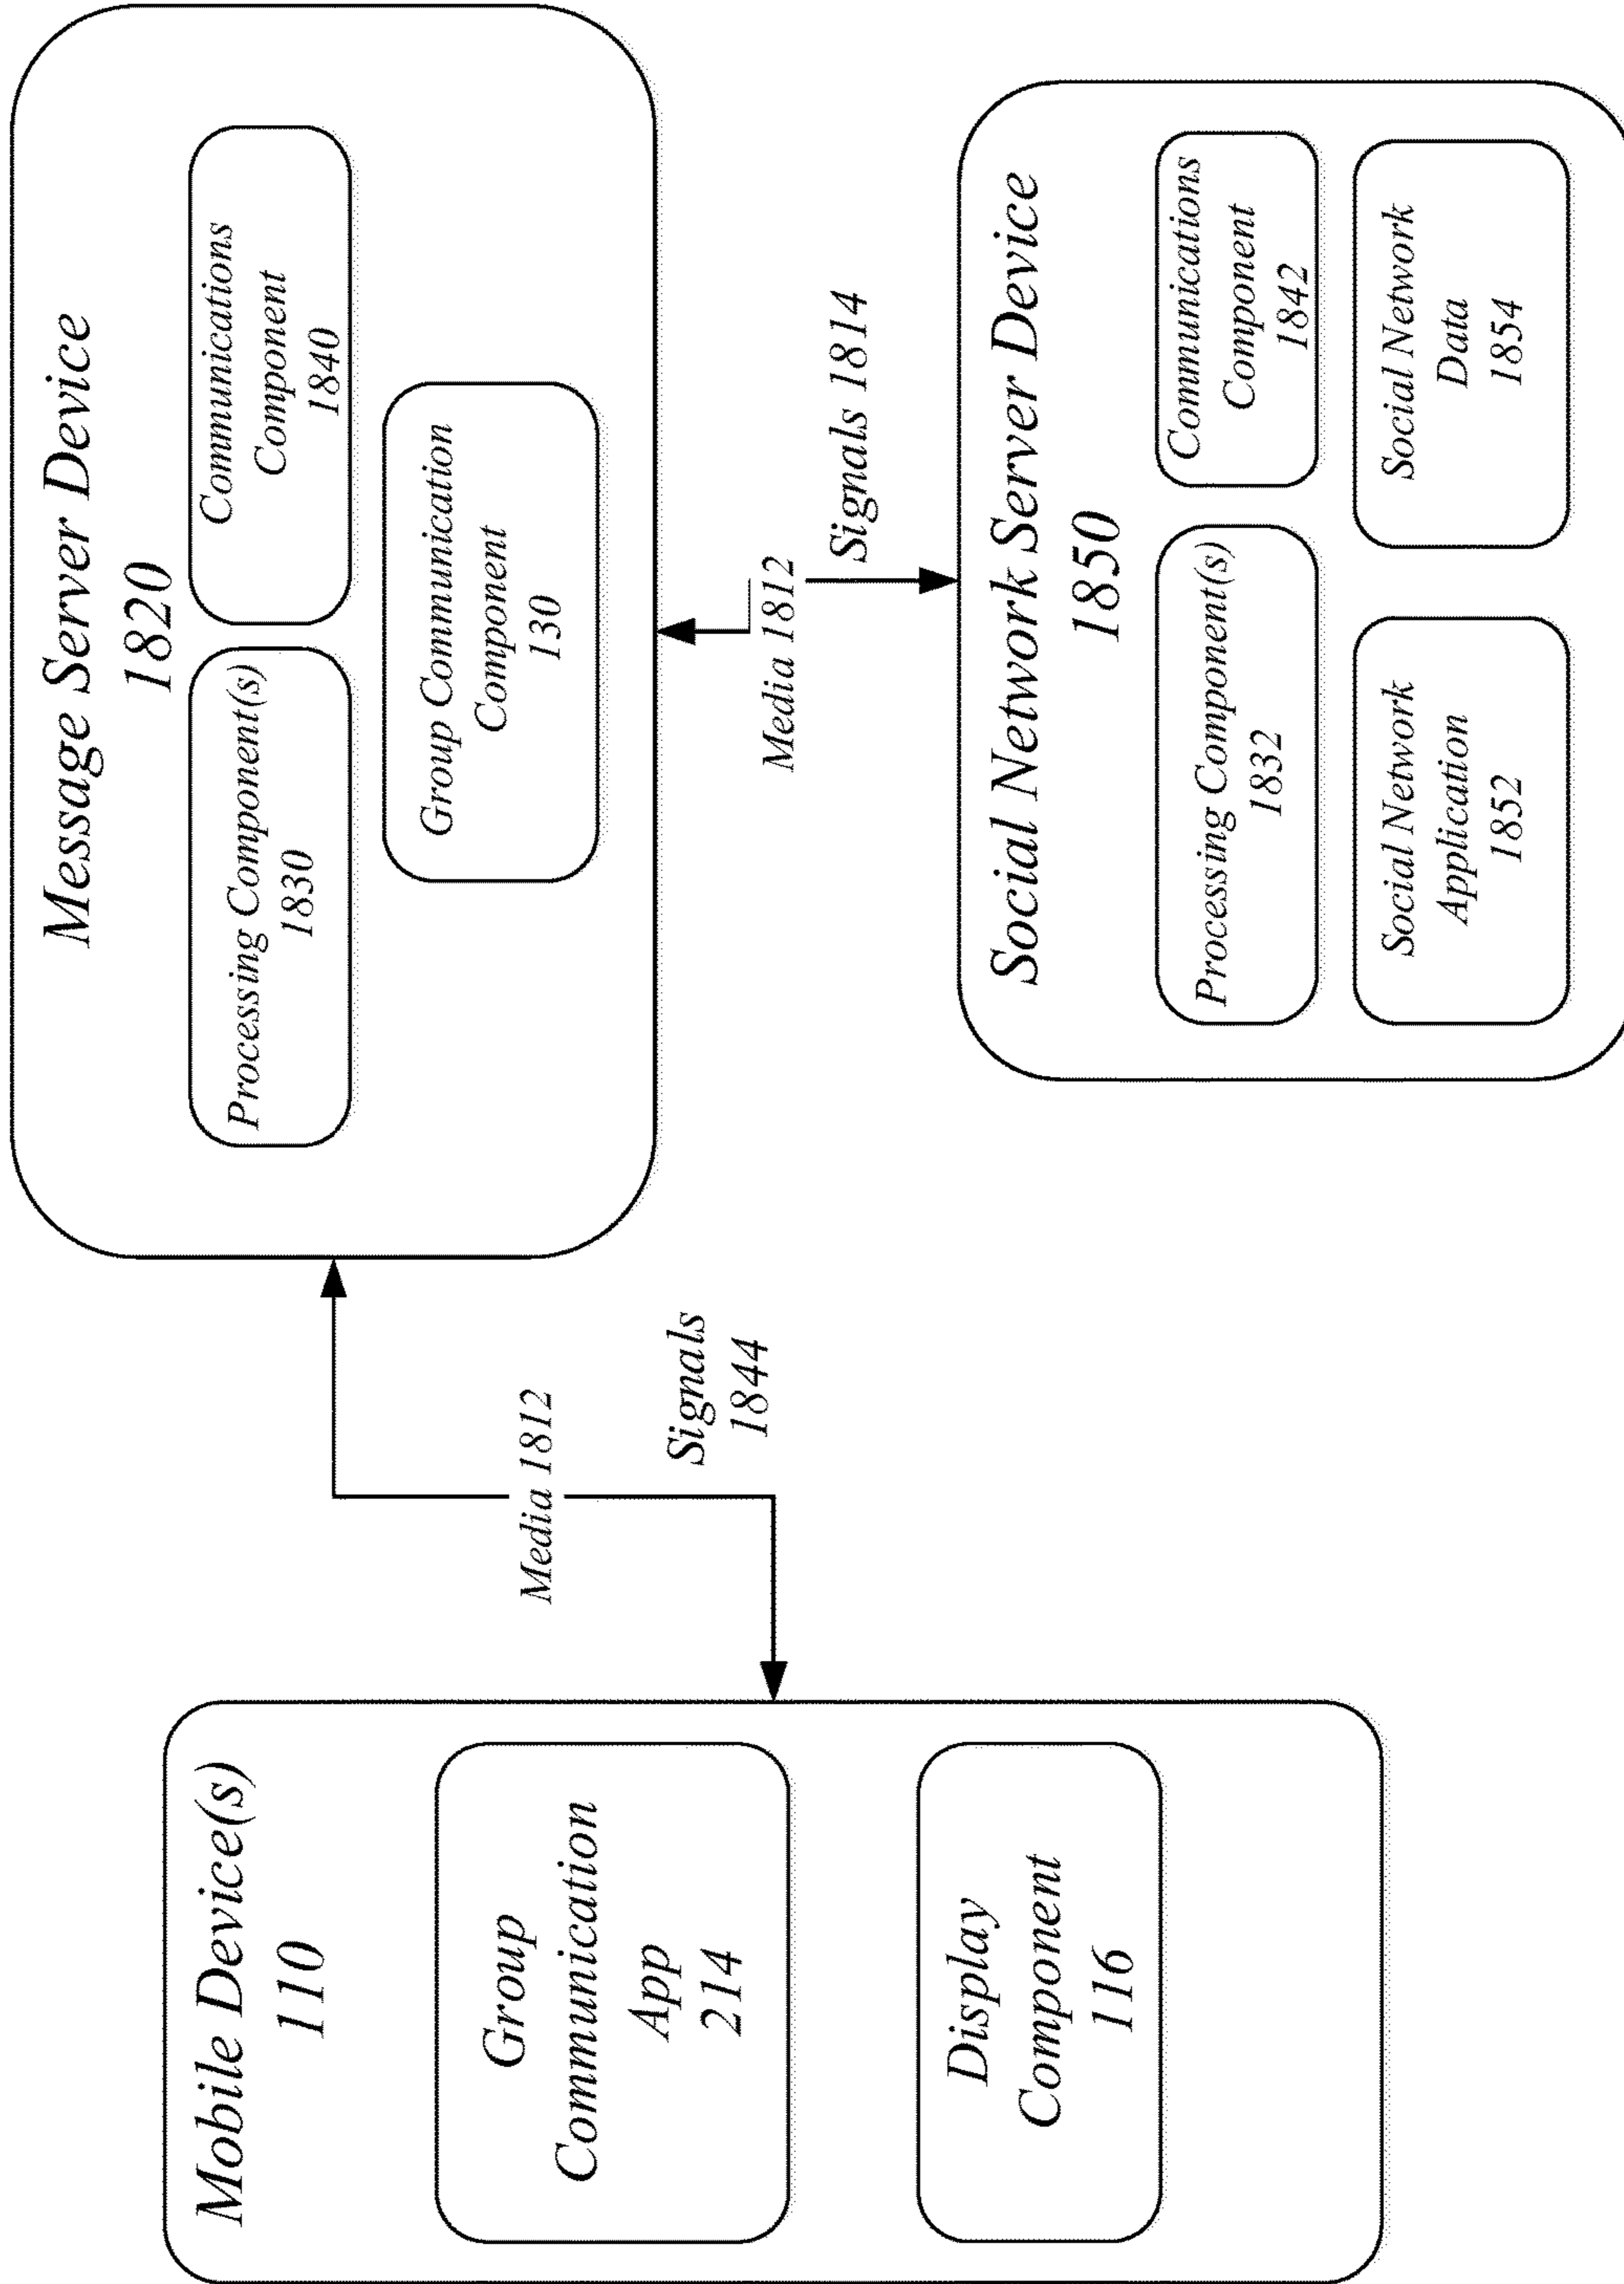 Mobile Device(s)
110
Group
Communication
App
214
Display
Component
116
Media 1812
Signals
1844
Message Server Device
1820
Processing Component(s)
1830
Communications
Component
1840
Group Communication
Component
130
Media 1812
Signals 1814
Social Network Server Device
1850
Processing Component(s)
1832
Communications
Component
1842
Social Network
Application
1852
Social Network
Data
1854